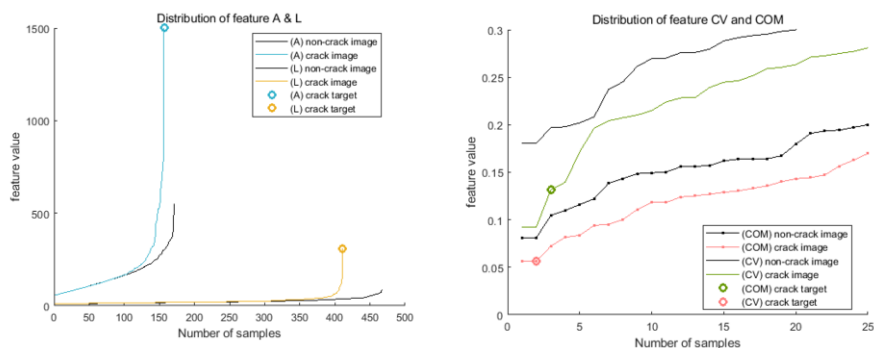 Distribution of feature A & L
1500
1000
500
0
feature value
(A) non-crack image
(A) crack image
(L) non-crack image
(L) crack image
(A) crack target
(L) crack target
0 50 100 150 200 250 300 350 400 450 500
Number of samples
Distribution of feature CV and COM
0.3
0.25
0.2
0.15
0.1
0.05
0
feature value
(COM) non-crack image
(COM) crack image
(CV) non-crack image
(CV) crack image
(COM) crack target
(CV) crack target
0 5 10 15 20 25
Number of samples